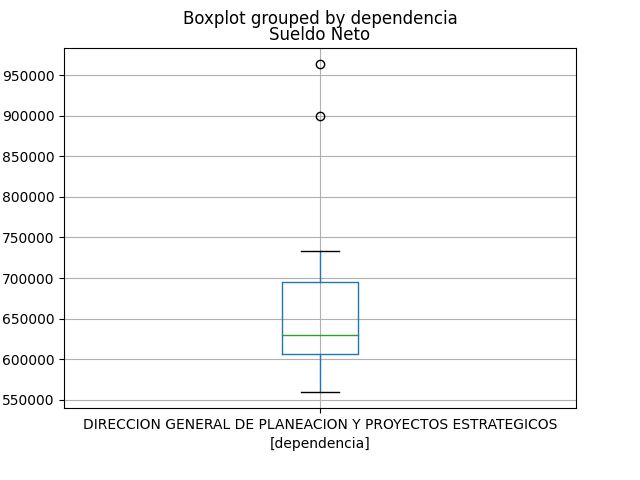 Boxplot grouped by dependencia
Sueldo Neto
950000
900000
850000
800000
750000
700000
650000
600000
550000
DIRECCION GENERAL DE PLANEACION Y PROYECTOS ESTRATEGICOS
[dependencia]